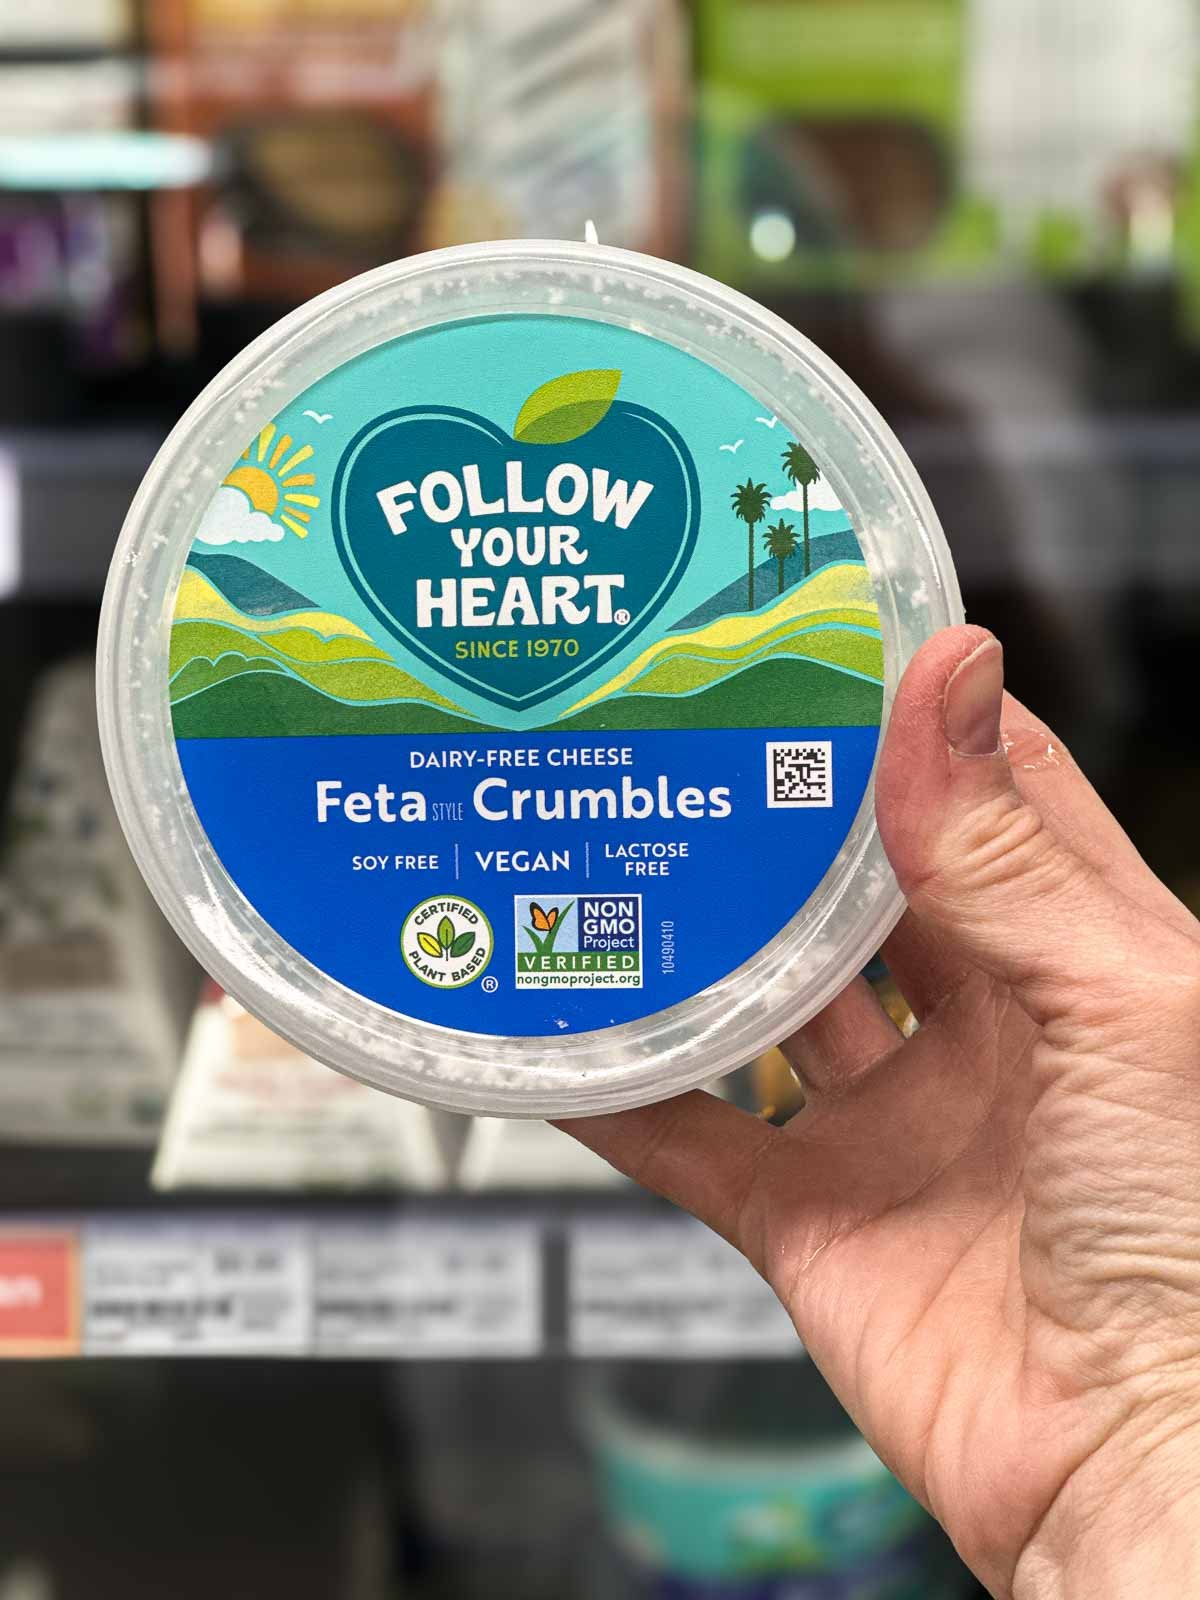 FOLLOW
YOUR
HEART®
SINCE 1970
DAIRY-FREE CHEESE
Feta STYLE Crumbles
SOY FREE
VEGAN
LACTOSE
FREE
CERTIFIED
PLANT BASED
®
NON
GMO
Project
VERIFIED
nongmoproject.org
10490410